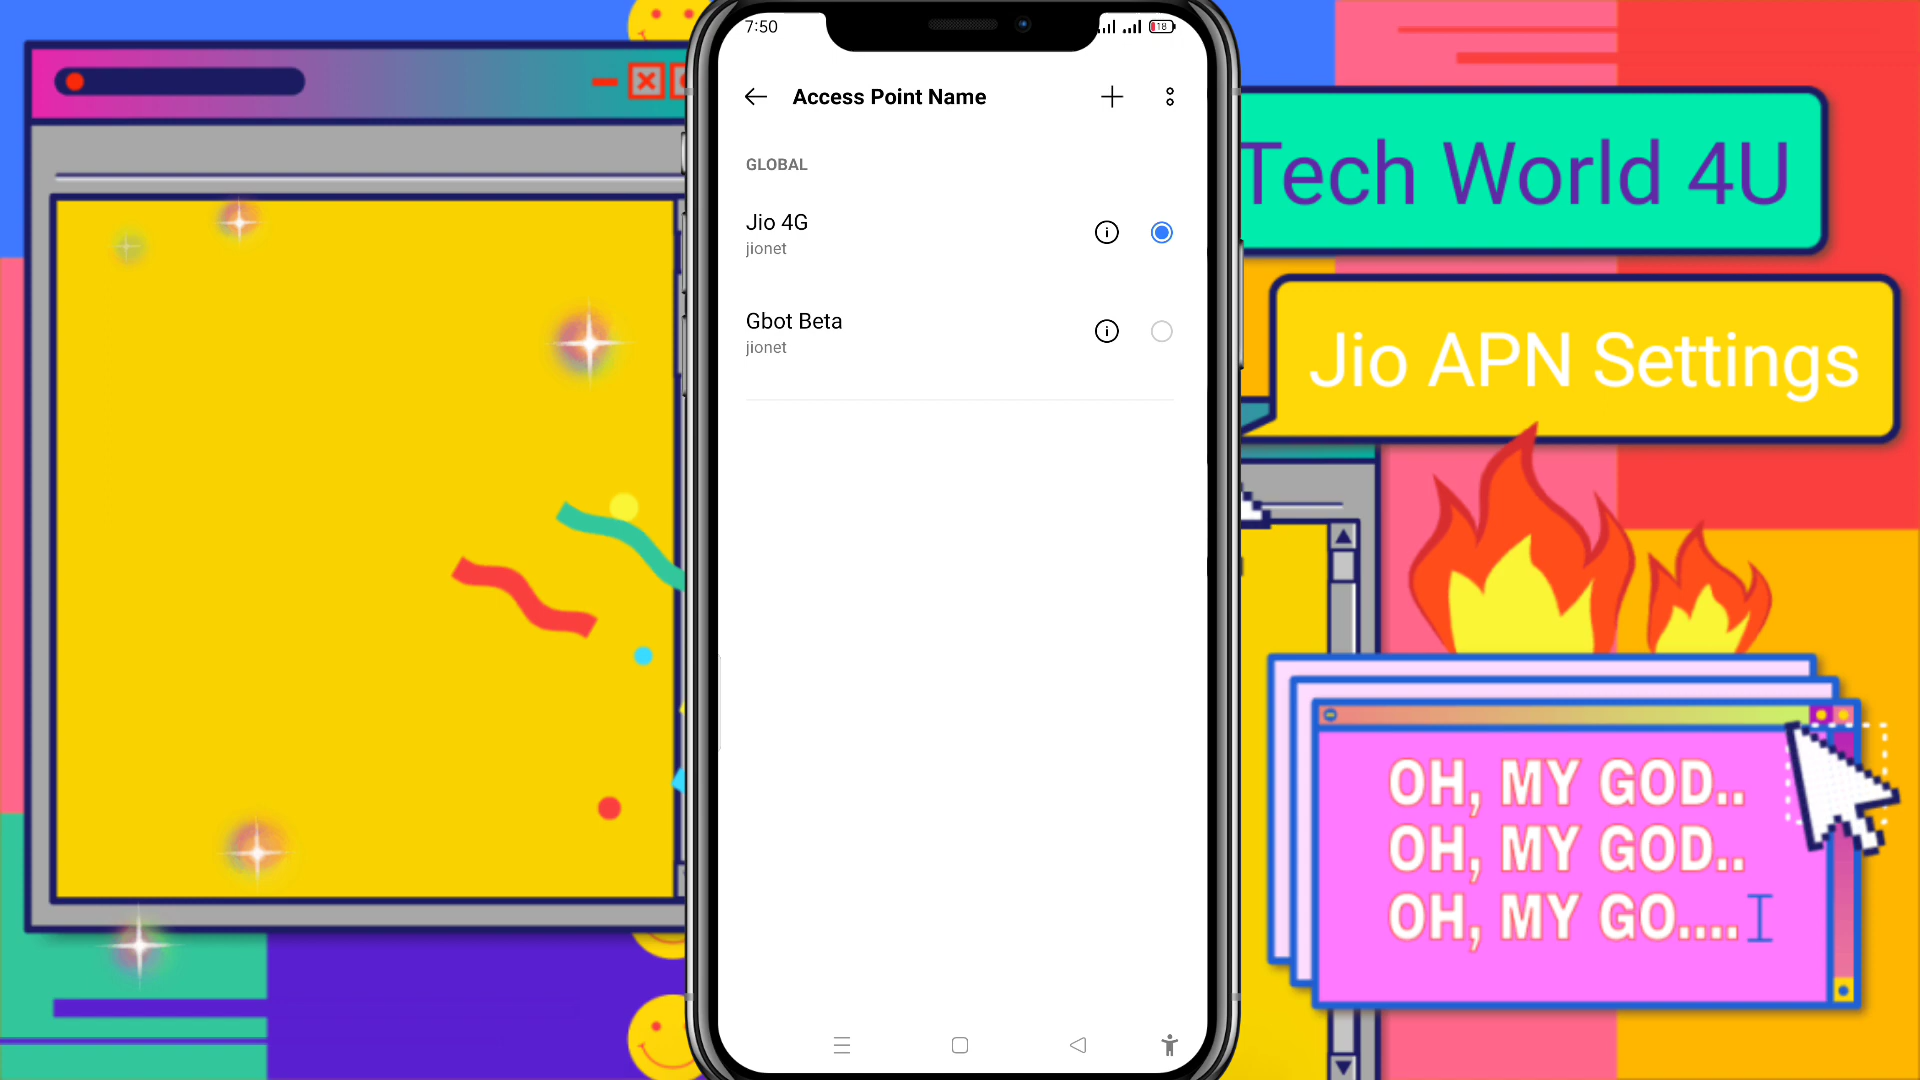 7:50
18
Access Point Name
GLOBAL
Jio 4G
jionet
Gbot Beta
jionet
Tech World 4U
Jio APN Settings
OH, MY GOD..
OH, MY GOD..
OH, MY GO....